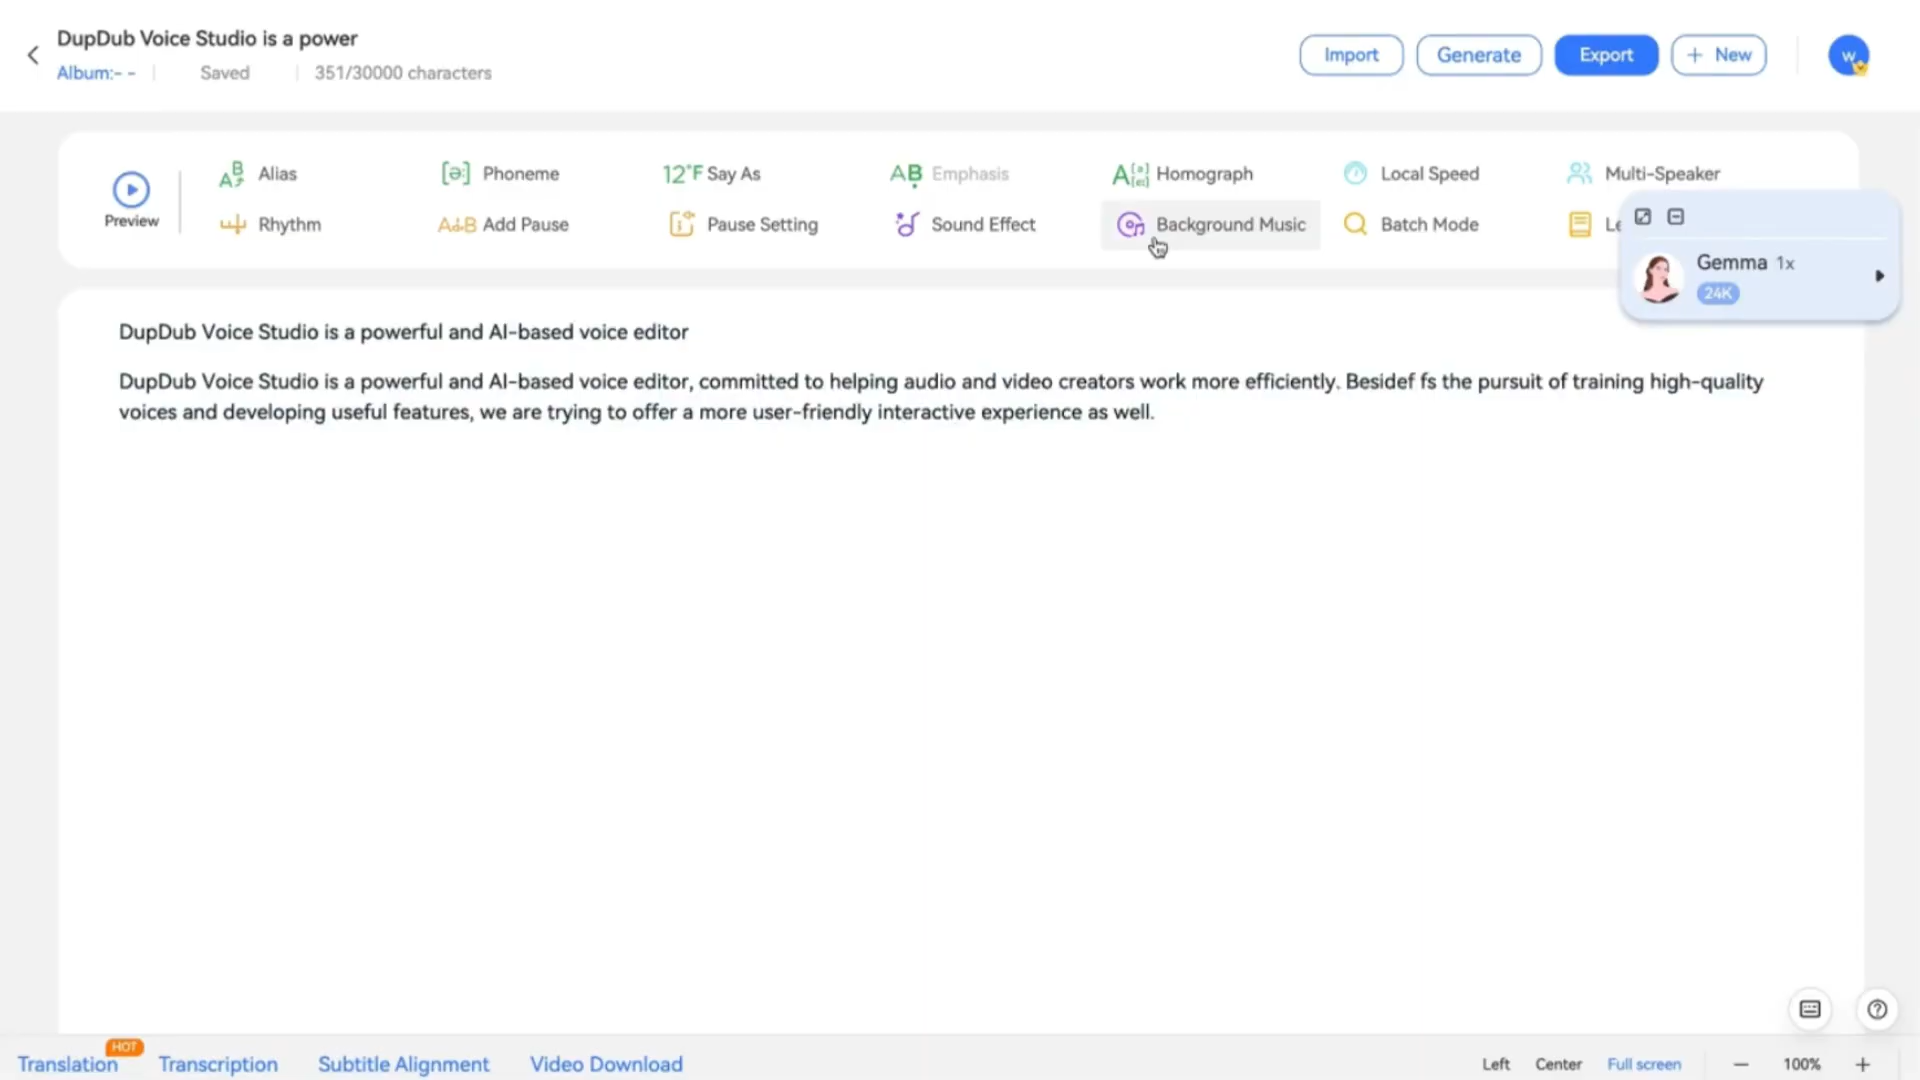 DupDub Voice Studio is a power
Album:- -
Saved
351/30000 characters
Import
Generate
Export
+ New
w
Preview
Alias
Phoneme
12°F Say As
AB Emphasis
Homograph
Local Speed
Multi-Speaker
Rhythm
Add Pause
Pause Setting
Sound Effect
Background Music
Batch Mode
Le
Gemma 1x
24K
DupDub Voice Studio is a powerful and AI-based voice editor
DupDub Voice Studio is a powerful and AI-based voice editor, committed to helping audio and video creators work more efficiently. Besidef fs the pursuit of training high-quality
voices and developing useful features, we are trying to offer a more user-friendly interactive experience as well.
HOT
Translation
Transcription
Subtitle Alignment
Video Download
Left
Center
Full screen
100%